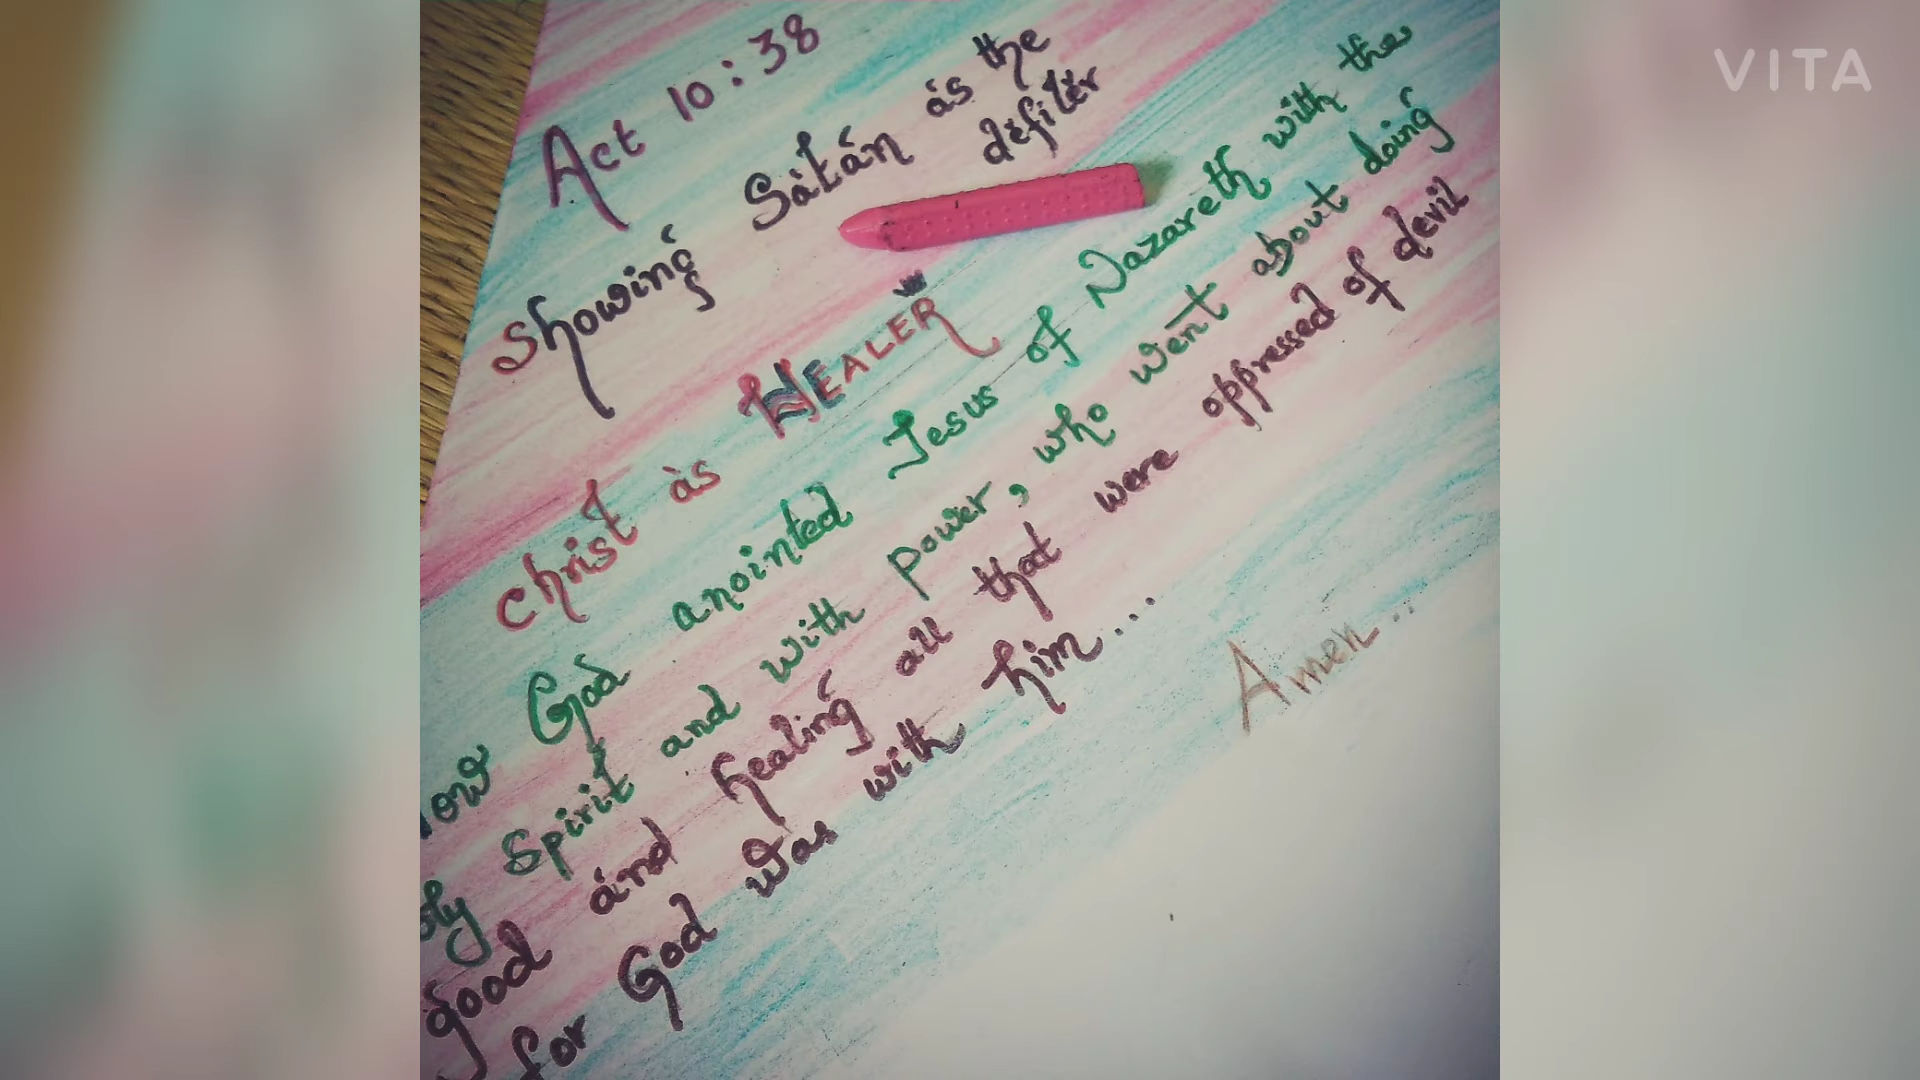 Act 10:38
Showing Satan as the
defiler
Christ as HEALER
ow God anointed Jesus of Nazareth with the
oly Spirit and with power, who went about doing
good and healing all that were oppressed of devil
for God was with him...
Amen...
VITA